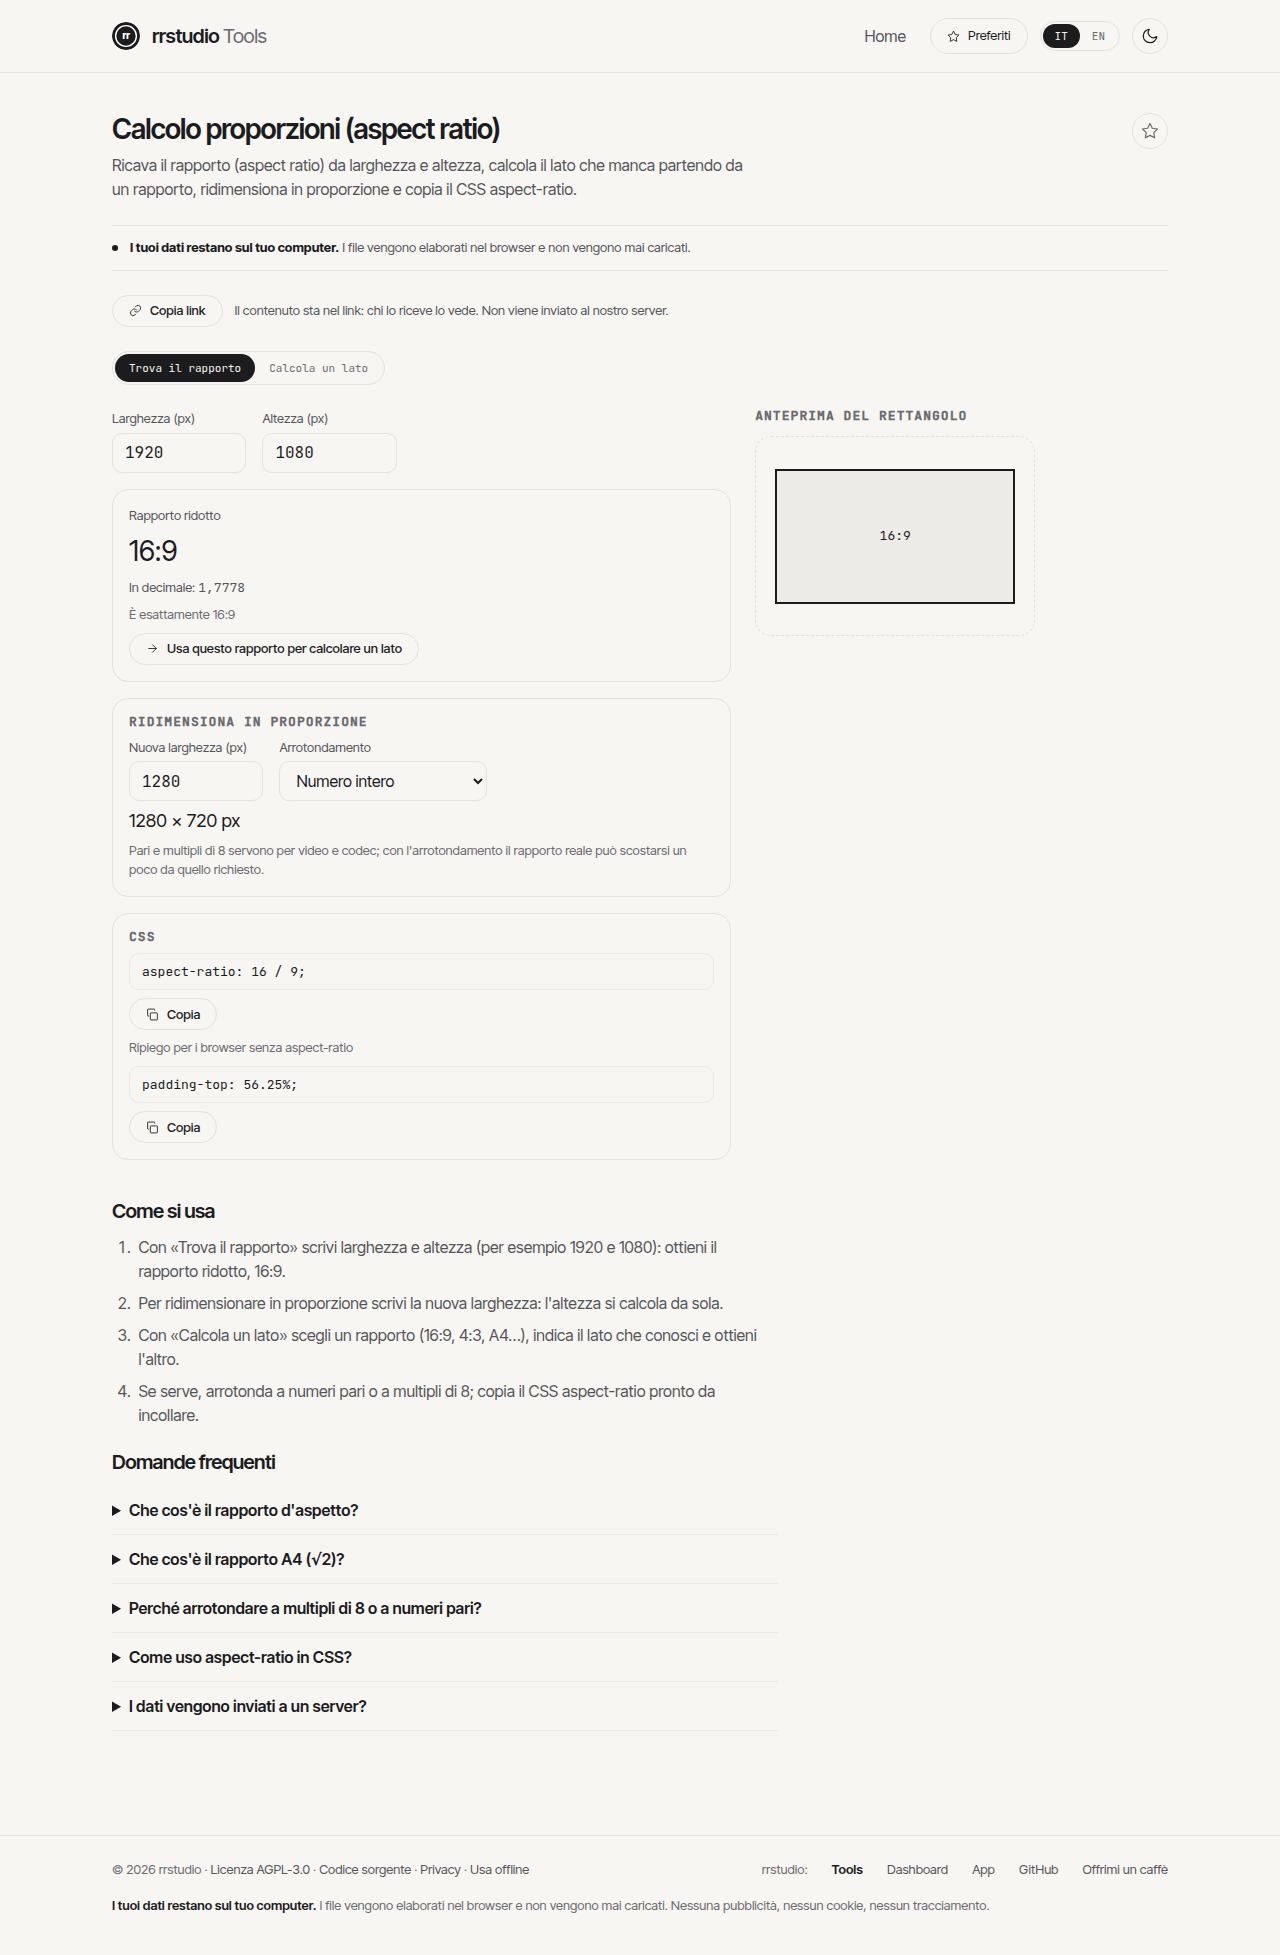 rr rrstudio Tools
Home
Preferiti
IT EN
Calcolo proporzioni (aspect ratio)
Ricava il rapporto (aspect ratio) da larghezza e altezza, calcola il lato che manca partendo da
un rapporto, ridimensiona in proporzione e copia il CSS aspect-ratio.
I tuoi dati restano sul tuo computer. I file vengono elaborati nel browser e non vengono mai caricati.
Copia link
Il contenuto sta nel link: chi lo riceve lo vede. Non viene inviato al nostro server.
Trova il rapporto Calcola un lato
Larghezza (px) Altezza (px)
1920 1080
Rapporto ridotto
16:9
In decimale: 1,7778
È esattamente 16:9
Usa questo rapporto per calcolare un lato
ANTEPRIMA DEL RETTANGOLO
16:9
RIDIMENSIONA IN PROPORZIONE
Nuova larghezza (px) Arrotondamento
1280 Numero intero
1280 × 720 px
Pari e multipli di 8 servono per video e codec; con l'arrotondamento il rapporto reale può scostarsi un
poco da quello richiesto.
CSS
aspect-ratio: 16 / 9;
Copia
Ripiego per i browser senza aspect-ratio
padding-top: 56.25%;
Copia
Come si usa
1. Con «Trova il rapporto» scrivi larghezza e altezza (per esempio 1920 e 1080): ottieni il
rapporto ridotto, 16:9.
2. Per ridimensionare in proporzione scrivi la nuova larghezza: l'altezza si calcola da sola.
3. Con «Calcola un lato» scegli un rapporto (16:9, 4:3, A4…), indica il lato che conosci e ottieni
l'altro.
4. Se serve, arrotonda a numeri pari o a multipli di 8; copia il CSS aspect-ratio pronto da
incollare.
Domande frequenti
Che cos'è il rapporto d'aspetto?
Che cos'è il rapporto A4 (√2)?
Perché arrotondare a multipli di 8 o a numeri pari?
Come uso aspect-ratio in CSS?
I dati vengono inviati a un server?
© 2026 rrstudio · Licenza AGPL-3.0 · Codice sorgente · Privacy · Usa offline
rrstudio: Tools Dashboard App GitHub Offrimi un caffè
I tuoi dati restano sul tuo computer. I file vengono elaborati nel browser e non vengono mai caricati. Nessuna pubblicità, nessun cookie, nessun tracciamento.